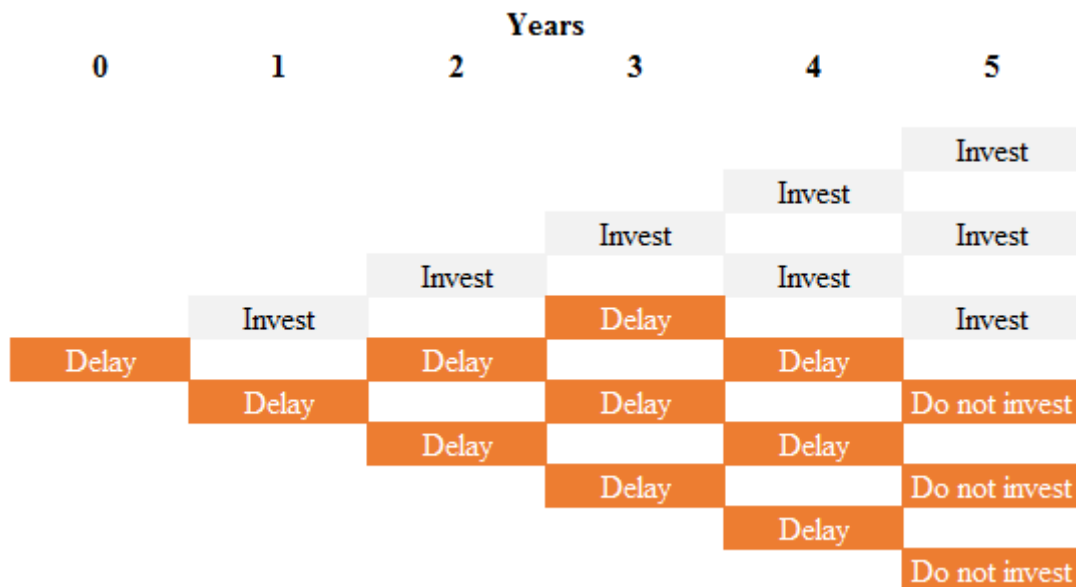 Years
0 1 2 3 4 5
Invest
Invest
Invest Invest
Invest Invest
Invest Delay Invest
Delay Delay Delay
Delay Delay Do not invest
Delay Delay
Delay Do not invest
Delay
Do not invest